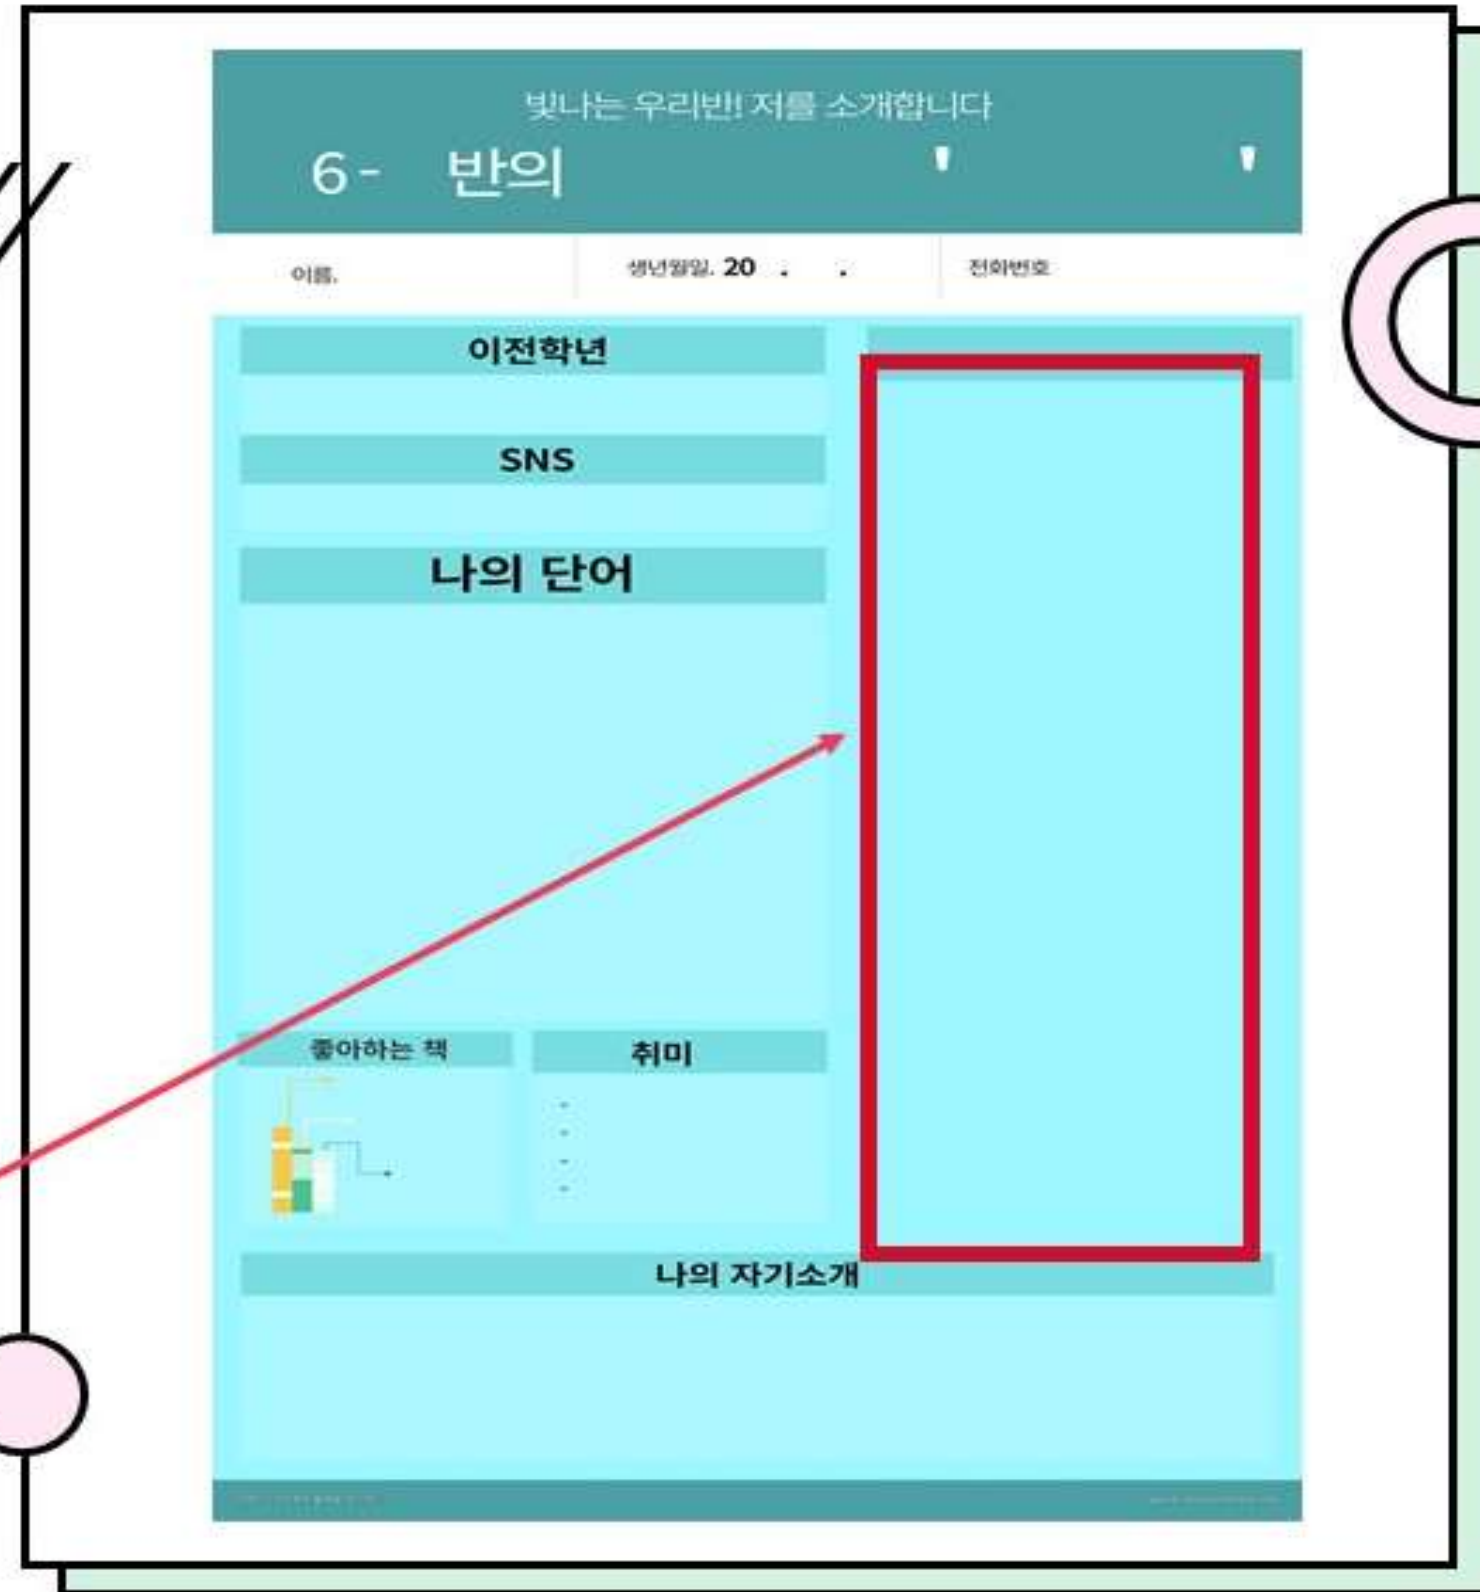 빛나는 우리반! 저를 소개합니다
6- 반의 ' '
이름.
생년월일. 20 . .
전화번호
이전학년
SNS
나의 단어
좋아하는 책
취미
-
-
-
-
나의 자기소개